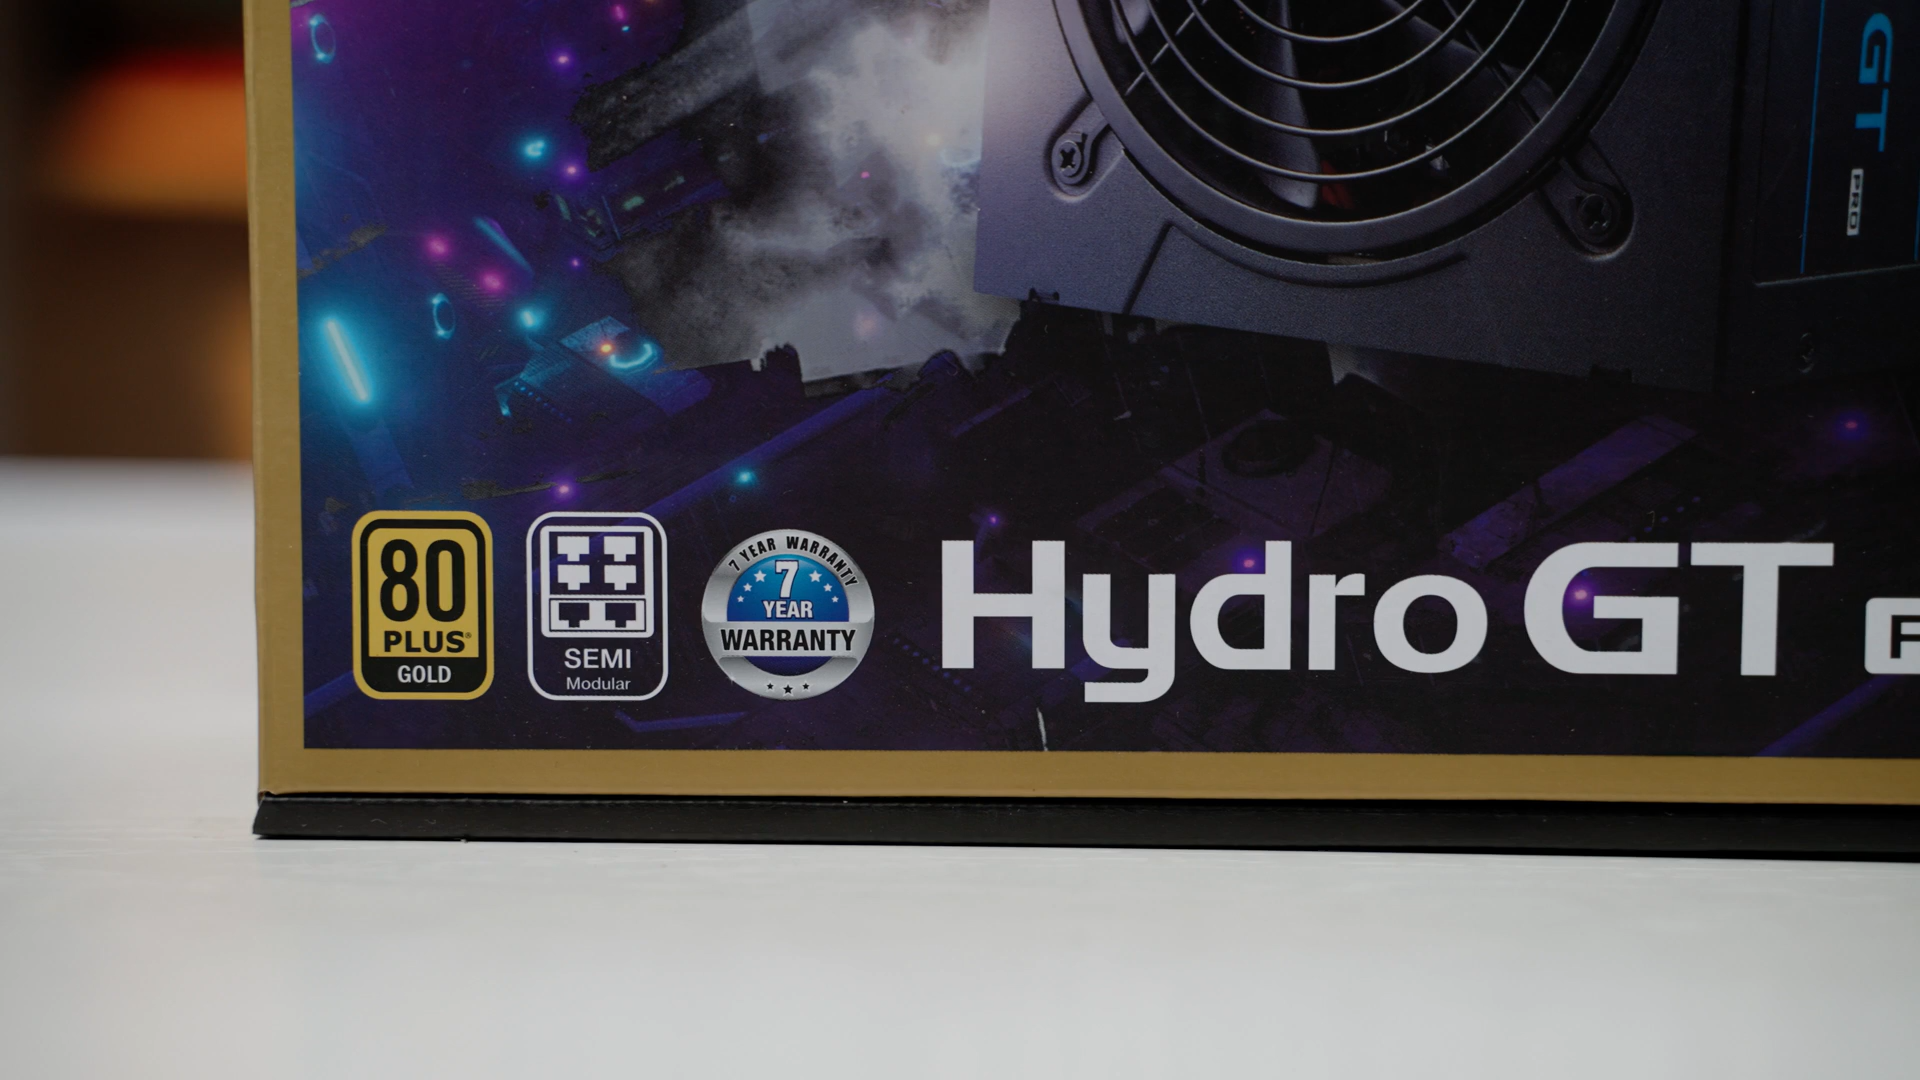 GT
PRO
80
PLUS®
GOLD
SEMI
Modular
7 YEAR WARRANTY
7
YEAR
WARRANTY
Hydro GT